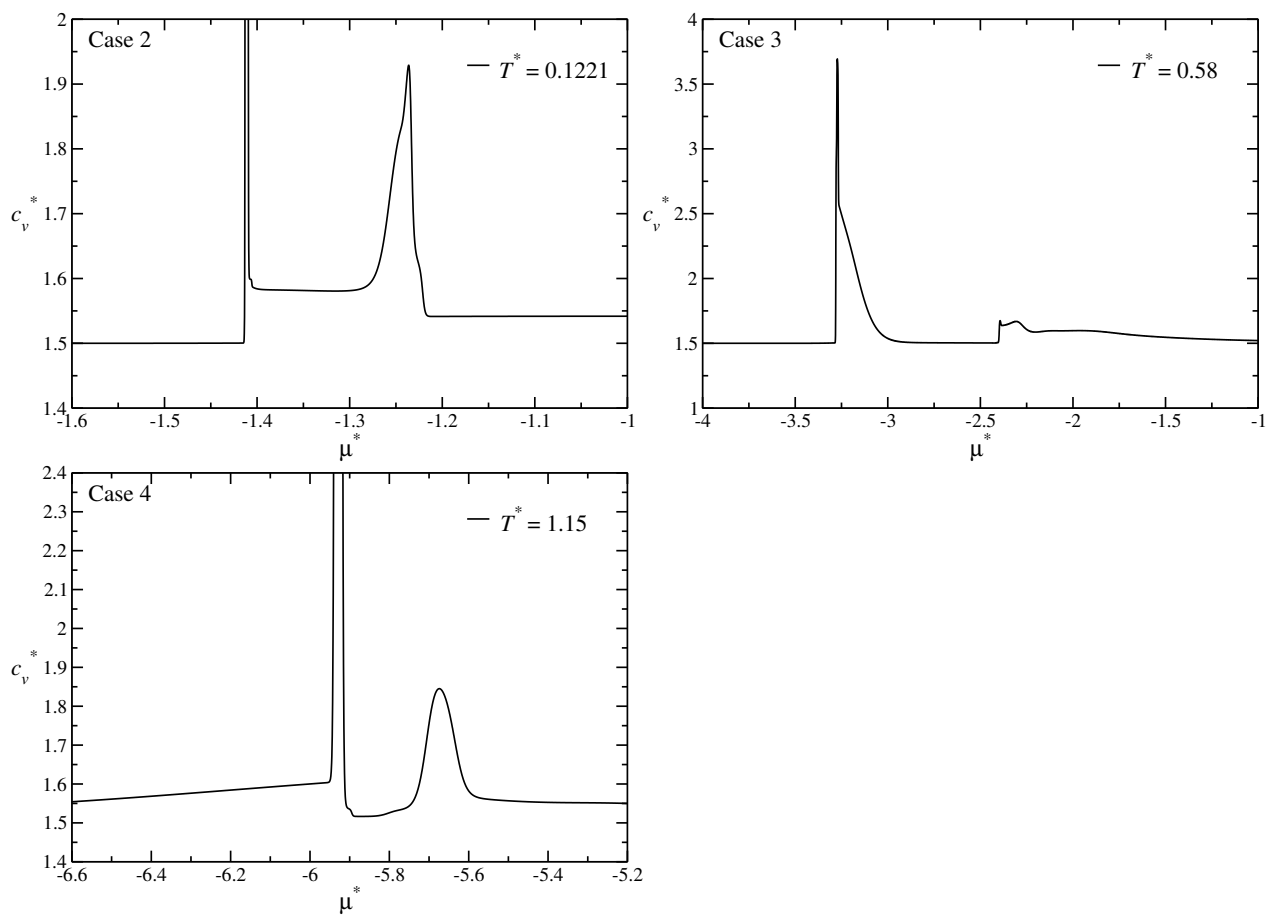 Case 2
T* = 0.1221
2
1.9
1.8
1.7
1.6
1.5
1.4
c_v*
-1.6 -1.5 -1.4 -1.3 -1.2 -1.1 -1
μ*
Case 3
T* = 0.58
4
3.5
3
2.5
2
1.5
1
c_v*
-4 -3.5 -3 -2.5 -2 -1.5 -1
μ*
Case 4
T* = 1.15
2.4
2.3
2.2
2.1
2
1.9
1.8
1.7
1.6
1.5
1.4
c_v*
-6.6 -6.4 -6.2 -6 -5.8 -5.6 -5.4 -5.2
μ*